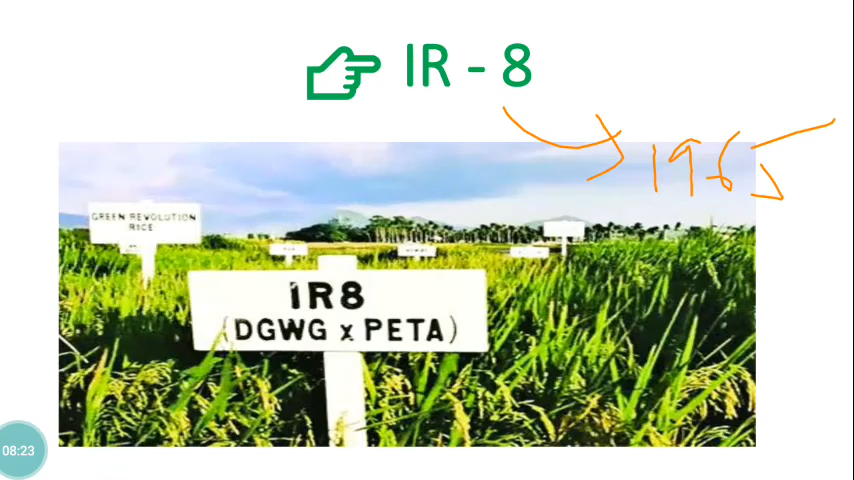 IR - 8
1965
GREEN REVOLUTION
RICE
IR8
(DGWG x PETA)
08:23